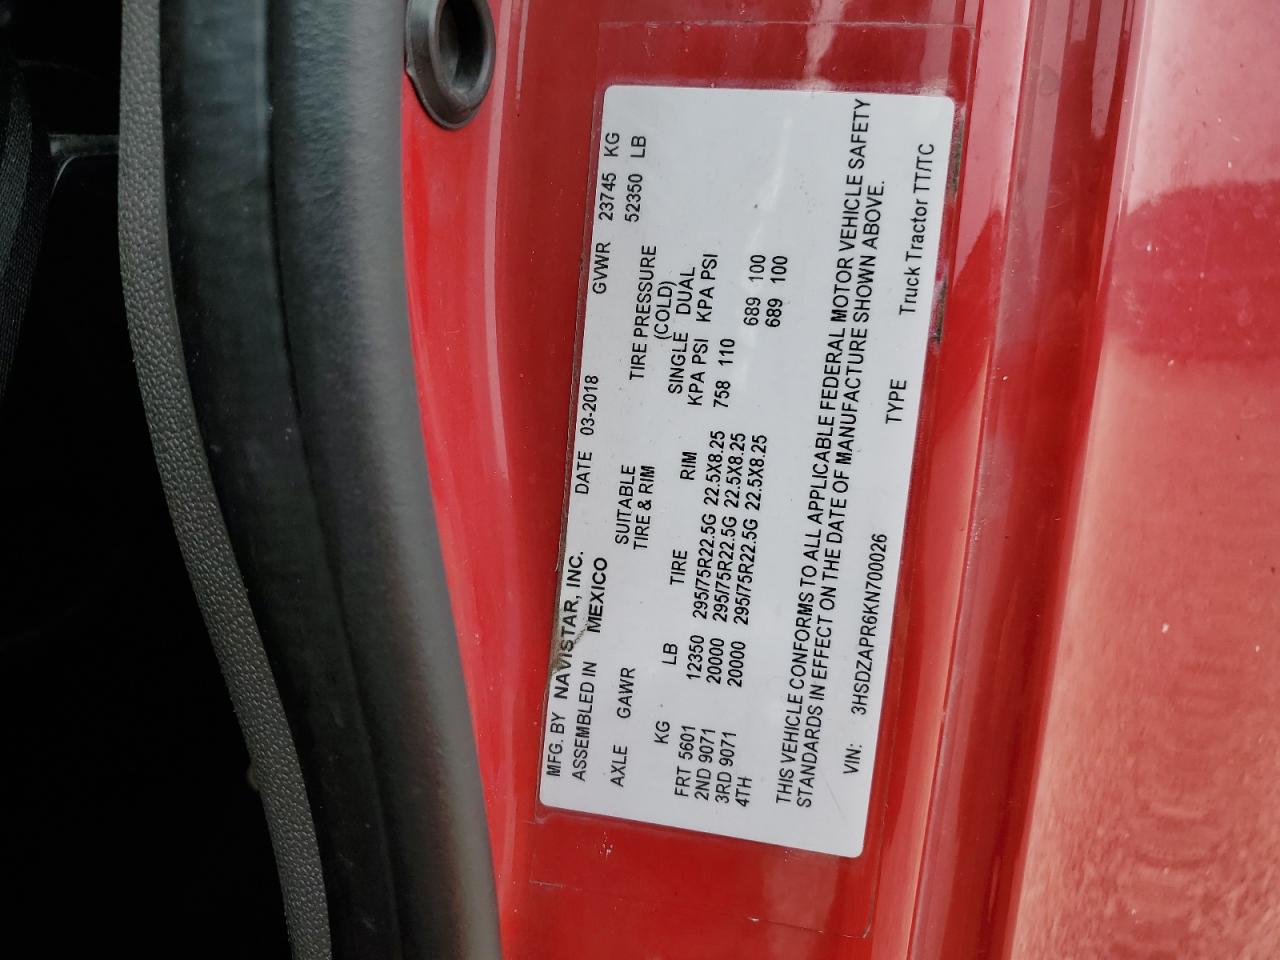 MFG. BY NAVISTAR, INC. DATE 03-2018 GVWR 23745 KG
ASSEMBLED IN MEXICO 52350 LB
AXLE GAWR SUITABLE TIRE PRESSURE
TIRE & RIM (COLD)
SINGLE DUAL
KG LB TIRE RIM KPA PSI KPA PSI
FRT 5601 12350 295/75R22.5G 22.5X8.25 758 110
2ND 9071 20000 295/75R22.5G 22.5X8.25 689 100
3RD 9071 20000 295/75R22.5G 22.5X8.25 689 100
4TH
THIS VEHICLE CONFORMS TO ALL APPLICABLE FEDERAL MOTOR VEHICLE SAFETY
STANDARDS IN EFFECT ON THE DATE OF MANUFACTURE SHOWN ABOVE.
VIN: 3HSDZAPR6KN700026 TYPE Truck Tractor TT/TC